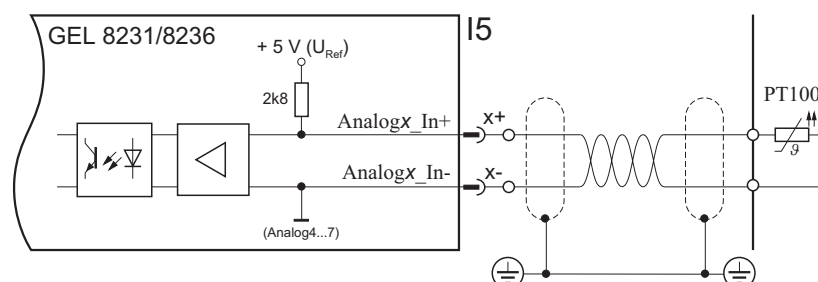 GEL 8231/8236
I5
+ 5 V (URef)
2k8
Analogx_In+
x+
PT100
Analogx_In-
x-
ϑ
(Analog4...7)